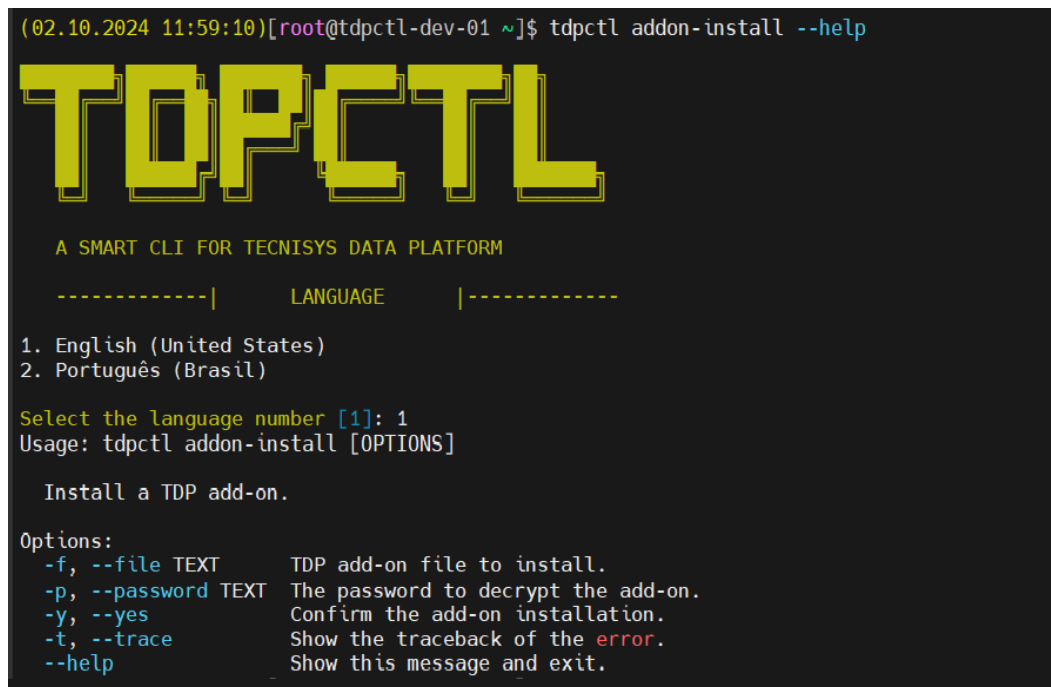 (02.10.2024 11:59:10)[root@tdpctl-dev-01 ~]$ tdpctl addon-install --help
TDPCTL
A SMART CLI FOR TECNISYS DATA PLATFORM
-------------|      LANGUAGE      |-------------
1. English (United States)
2. Português (Brasil)
Select the language number [1]: 1
Usage: tdpctl addon-install [OPTIONS]
Install a TDP add-on.
Options:
-f, --file TEXT      TDP add-on file to install.
-p, --password TEXT  The password to decrypt the add-on.
-y, --yes            Confirm the add-on installation.
-t, --trace          Show the traceback of the error.
--help               Show this message and exit.